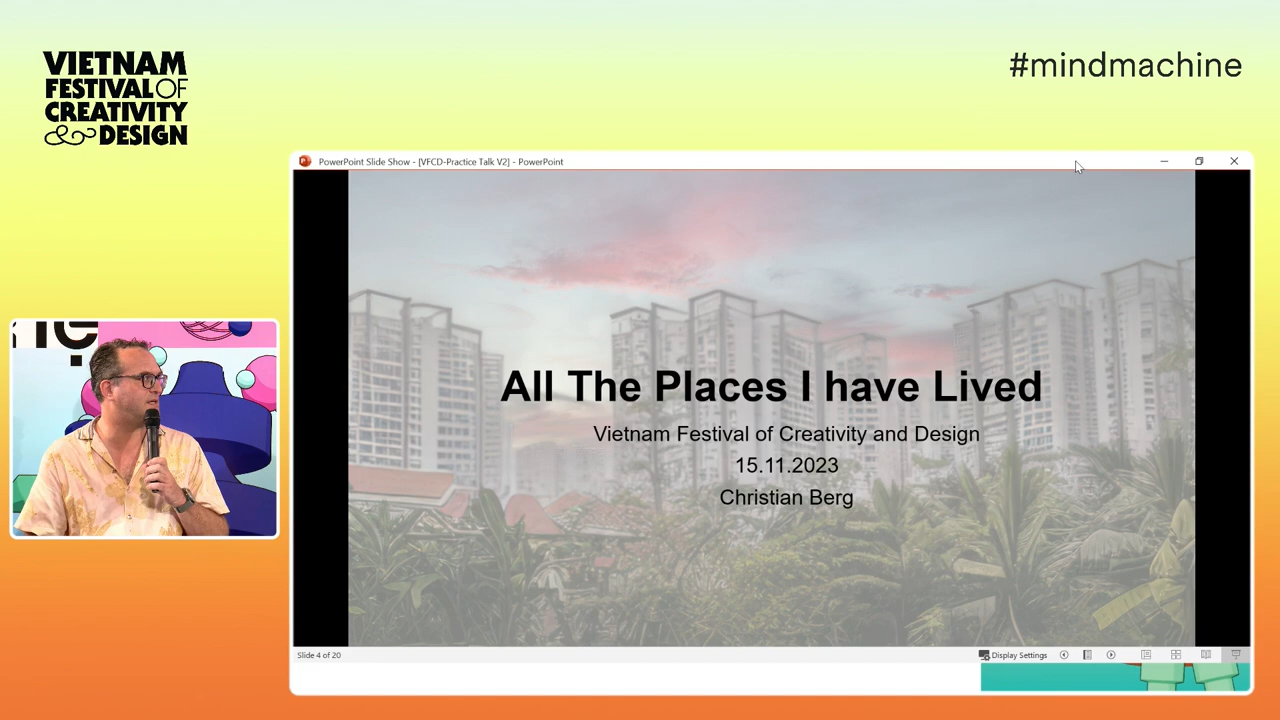 VIETNAM
FESTIVAL OF
CREATIVITY
& DESIGN
#mindmachine
PowerPoint Slide Show - [VFCD-Practice Talk V2] - PowerPoint
All The Places I have Lived
Vietnam Festival of Creativity and Design
15.11.2023
Christian Berg
Slide 4 of 20
Display Settings